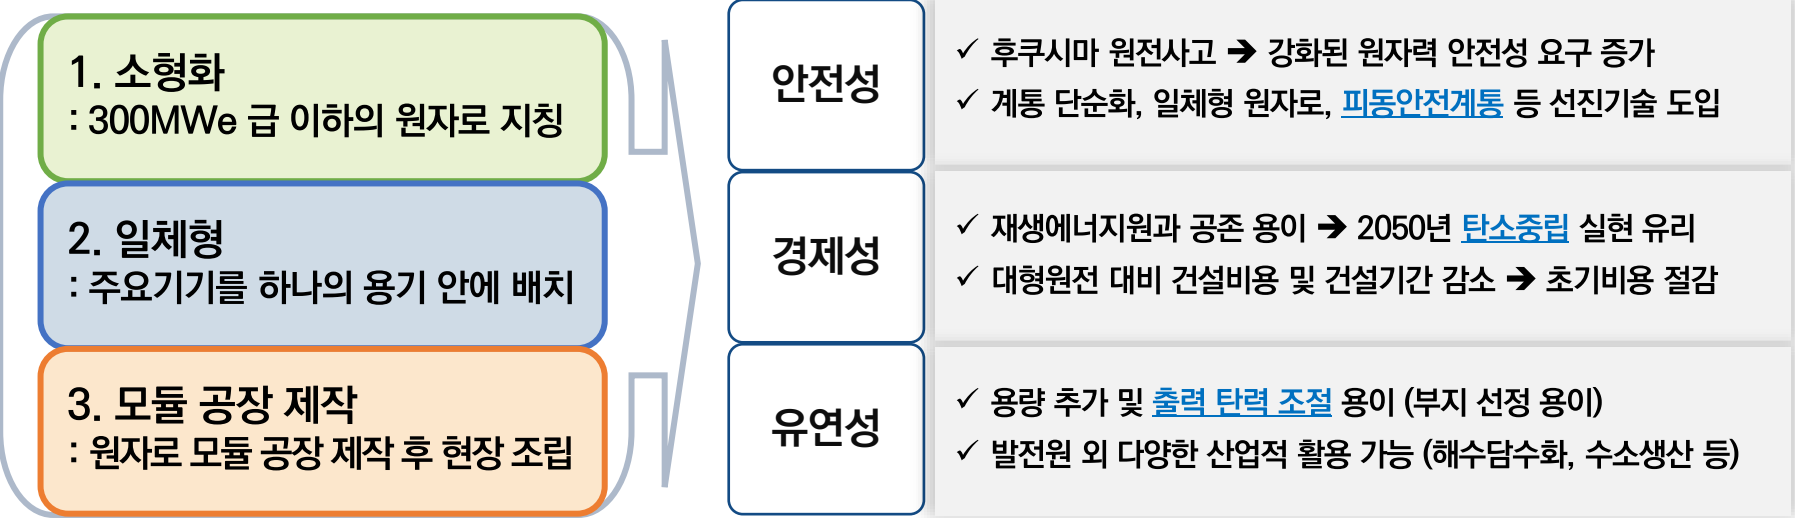 1. 소형화
: 300MWe 급 이하의 원자로 지칭
2. 일체형
: 주요기기를 하나의 용기 안에 배치
3. 모듈 공장 제작
: 원자로 모듈 공장 제작 후 현장 조립
안전성
✓ 후쿠시마 원전사고 ➔ 강화된 원자력 안전성 요구 증가
✓ 계통 단순화, 일체형 원자로, 피동안전계통 등 선진기술 도입
경제성
✓ 재생에너지원과 공존 용이 ➔ 2050년 탄소중립 실현 유리
✓ 대형원전 대비 건설비용 및 건설기간 감소 ➔ 초기비용 절감
유연성
✓ 용량 추가 및 출력 탄력 조절 용이 (부지 선정 용이)
✓ 발전원 외 다양한 산업적 활용 가능 (해수담수화, 수소생산 등)